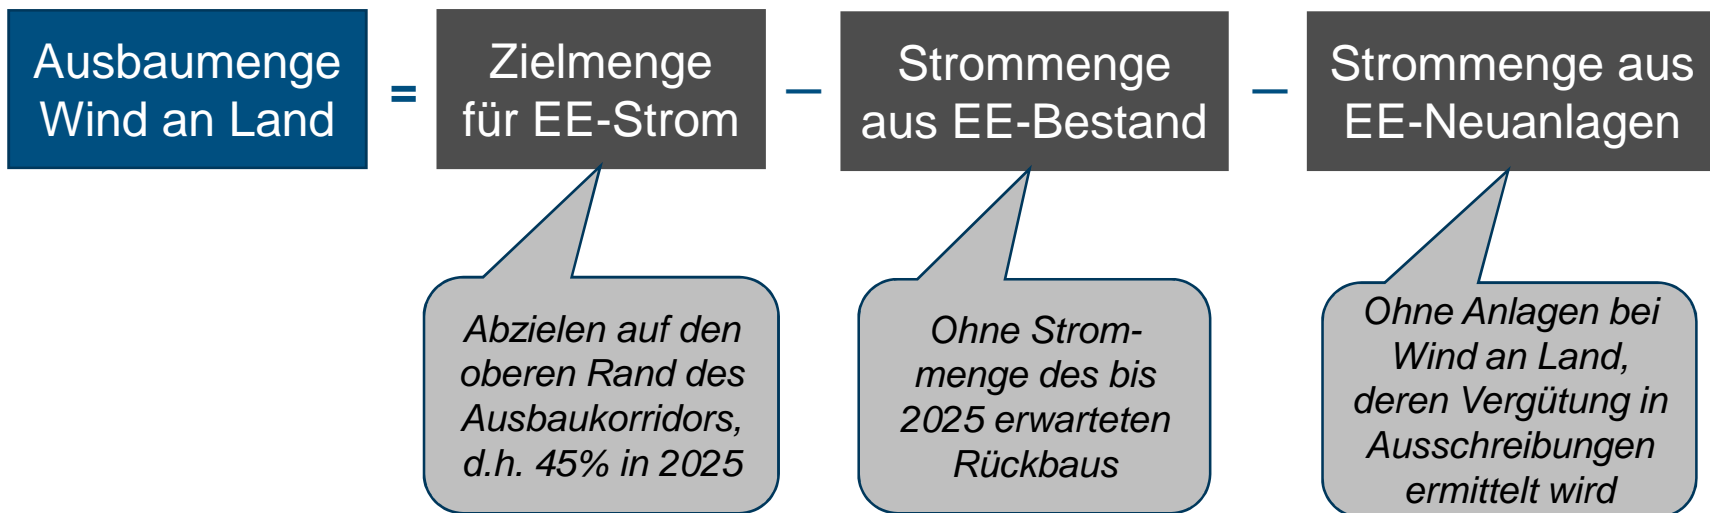 Ausbaumenge
Wind an Land
=
Zielmenge
für EE-Strom
–
Strommenge
aus EE-Bestand
–
Strommenge aus
EE-Neuanlagen
Abzielen auf den
oberen Rand des
Ausbaukorridors,
d.h. 45% in 2025
Ohne Strom-
menge des bis
2025 erwarteten
Rückbaus
Ohne Anlagen bei
Wind an Land,
deren Vergütung in
Ausschreibungen
ermittelt wird